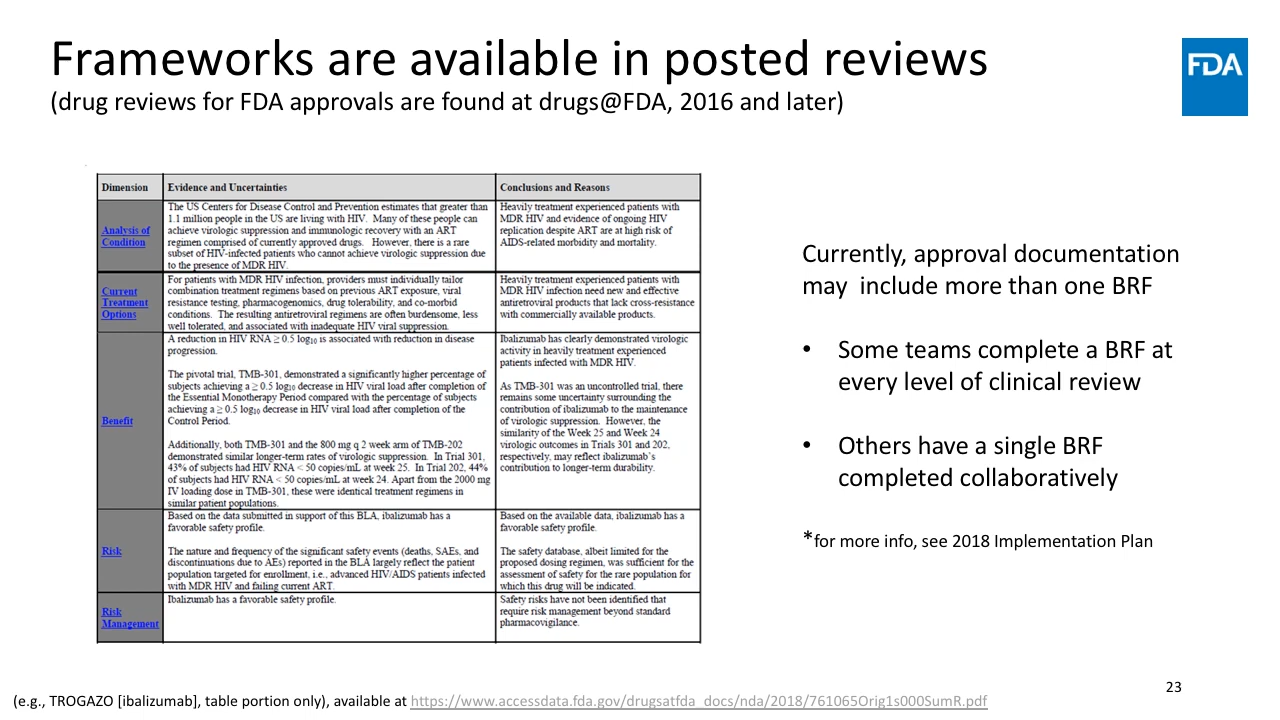 Frameworks are available in posted reviews
(drug reviews for FDA approvals are found at drugs@FDA, 2016 and later)
FDA
Dimension
Evidence and Uncertainties
Conclusions and Reasons
Analysis of
Condition
The US Centers for Disease Control and Prevention estimates that greater than
1.1 million people in the US are living with HIV. Many of these people can
achieve virologic suppression and immunologic recovery with an ART
regimen comprised of currently approved drugs. However, there is a rare
subset of HIV-infected patients who cannot achieve virologic suppression due
to the presence of MDR HIV.
Heavily treatment experienced patients with
MDR HIV and evidence of ongoing HIV
replication despite ART are at high risk of
AIDS-related morbidity and mortality.
Current
Treatment
Options
For patients with MDR HIV infection, providers must individually tailor
combination treatment regimens based on previous ART exposure, viral
resistance testing, pharmacogenomics, drug tolerability, and co-morbid
conditions. The resulting antiretroviral regimens are often burdensome, less
well tolerated, and associated with inadequate HIV viral suppression.
Heavily treatment experienced patients with
MDR HIV infection need new and effective
antiretroviral products that lack cross-resistance
with commercially available products.
Benefit
A reduction in HIV RNA ≥ 0.5 log₁₀ is associated with reduction in disease
progression.
The pivotal trial, TMB-301, demonstrated a significantly higher percentage of
subjects achieving a ≥ 0.5 log₁₀ decrease in HIV viral load after completion of
the Essential Monotherapy Period compared with the percentage of subjects
achieving a ≥ 0.5 log₁₀ decrease in HIV viral load after completion of the
Control Period.
Additionally, both TMB-301 and the 800 mg q 2 week arm of TMB-202
demonstrated similar longer-term rates of virologic suppression. In Trial 301,
43% of subjects had HIV RNA < 50 copies/mL at week 25. In Trial 202, 44%
of subjects had HIV RNA < 50 copies/mL at week 24. Apart from the 2000 mg
IV loading dose in TMB-301, these were identical treatment regimens in
similar patient populations.
Ibalizumab has clearly demonstrated virologic
activity in heavily treatment experienced
patients infected with MDR HIV.
As TMB-301 was an uncontrolled trial, there
remains some uncertainty surrounding the
contribution of ibalizumab to the maintenance
of virologic suppression. However, the
similarity of the Week 25 and Week 24
virologic outcomes in Trials 301 and 202,
respectively, may reflect ibalizumab's
contribution to longer-term durability.
Risk
Based on the data submitted in support of this BLA, ibalizumab has a
favorable safety profile.
The nature and frequency of the significant safety events (deaths, SAEs, and
discontinuations due to AEs) reported in the BLA largely reflect the patient
population targeted for enrollment, i.e., advanced HIV/AIDS patients infected
with MDR HIV and failing current ART.
Based on the available data, ibalizumab has a
favorable safety profile.
The safety database, albeit limited for the
proposed dosing regimen, was sufficient for the
assessment of safety for the rare population for
which this drug will be indicated.
Risk
Management
Ibalizumab has a favorable safety profile.
Safety risks have not been identified that
require risk management beyond standard
pharmacovigilance.
Currently, approval documentation
may include more than one BRF
• Some teams complete a BRF at
every level of clinical review
• Others have a single BRF
completed collaboratively
*for more info, see 2018 Implementation Plan
23
(e.g., TROGAZO [ibalizumab], table portion only), available at https://www.accessdata.fda.gov/drugsatfda_docs/nda/2018/761065Orig1s000SumR.pdf